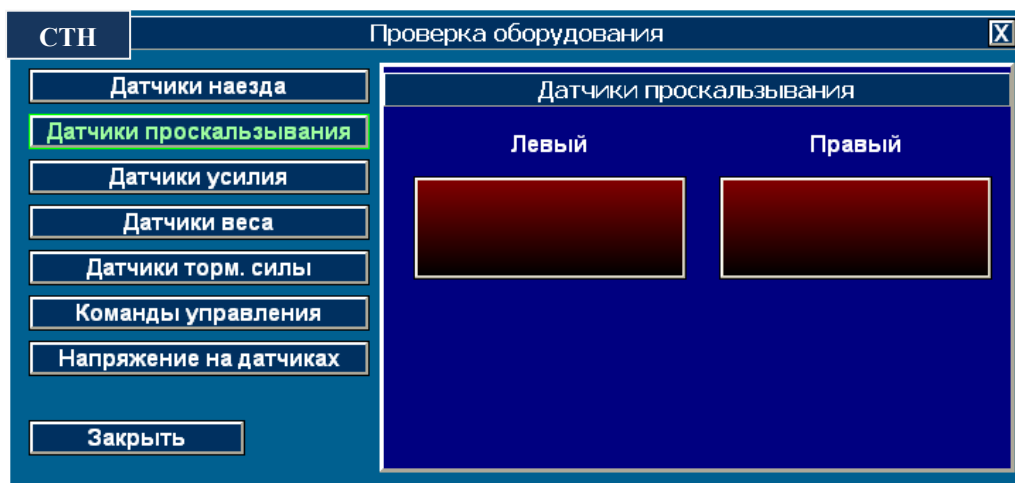 СТН
Проверка оборудования
X
Датчики наезда
Датчики проскальзывания
Датчики усилия
Датчики веса
Датчики торм. силы
Команды управления
Напряжение на датчиках
Закрыть
Датчики проскальзывания
Левый
Правый